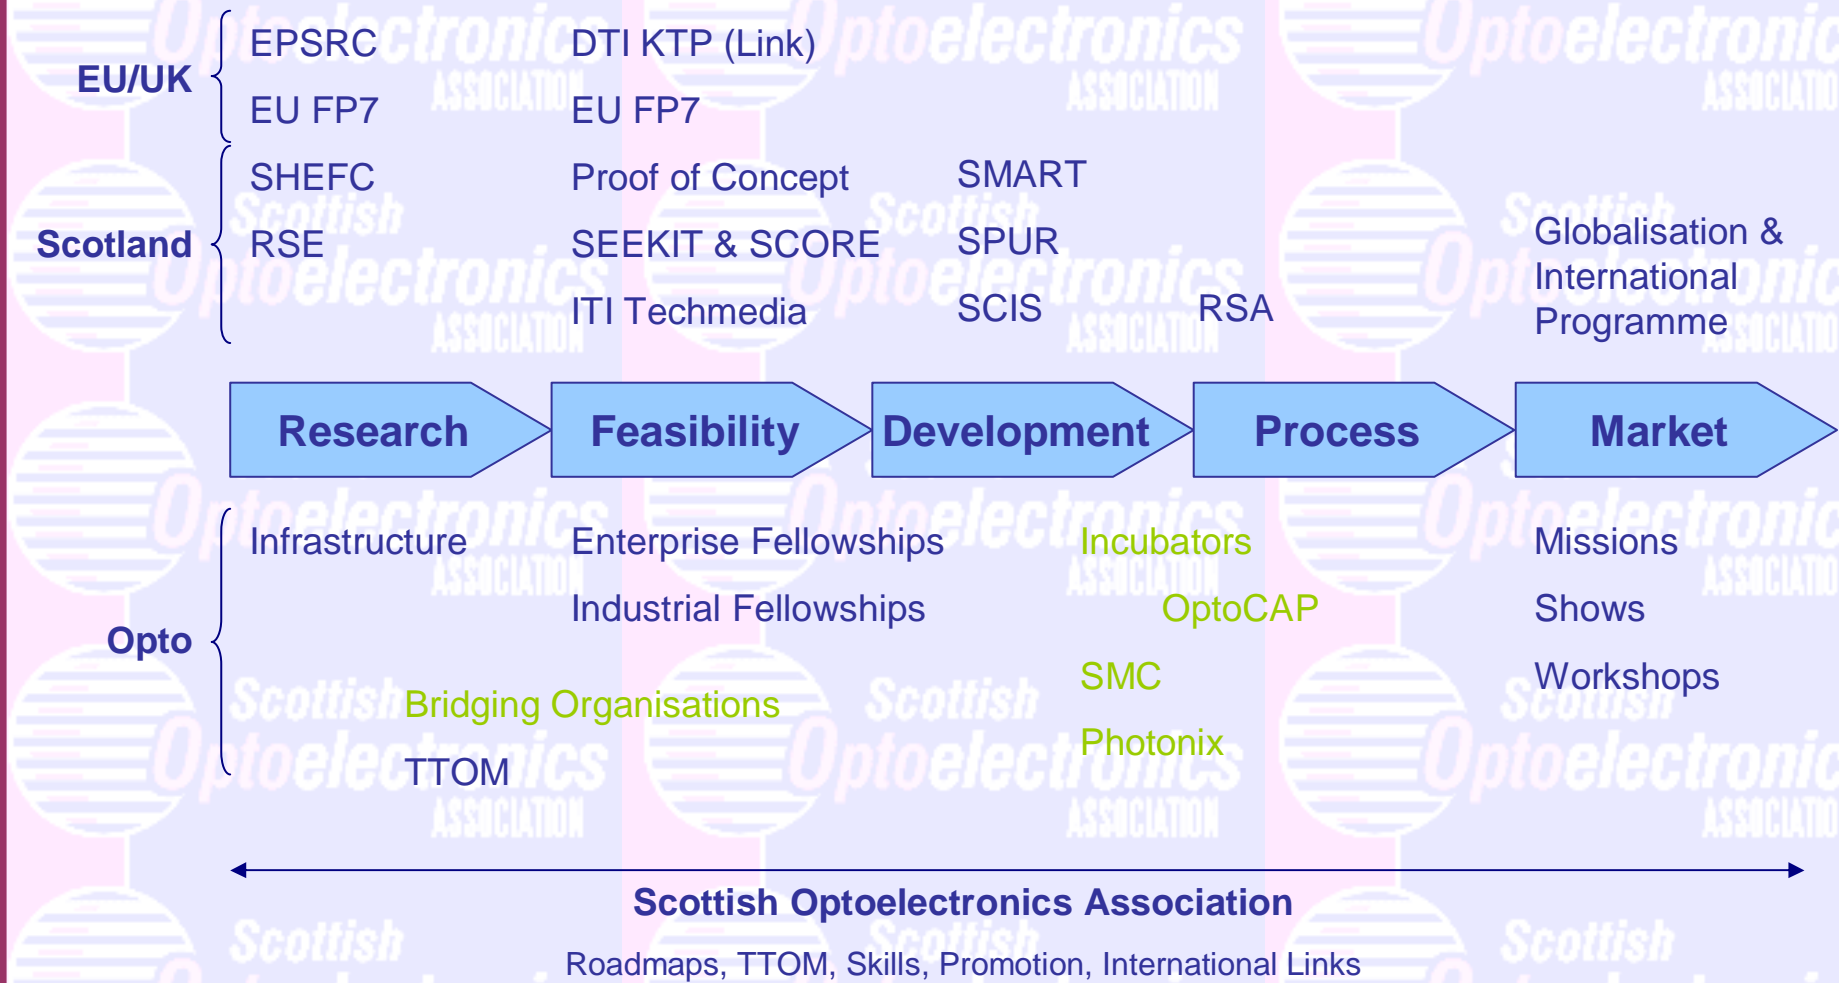 EU/UK
EPSRC
DTI KTP (Link)
EU FP7
EU FP7
Scotland
SHEFC
Proof of Concept
SMART
RSE
SEEKIT & SCORE
SPUR
ITI Techmedia
SCIS
RSA
Globalisation &
International
Programme
Research
Feasibility
Development
Process
Market
Opto
Infrastructure
Enterprise Fellowships
Incubators
Missions
Industrial Fellowships
OptoCAP
Shows
SMC
Workshops
Bridging Organisations
Photonix
TTOM
Scottish Optoelectronics Association
Roadmaps, TTOM, Skills, Promotion, International Links
Scottish
Optoelectronics
ASSOCIATION